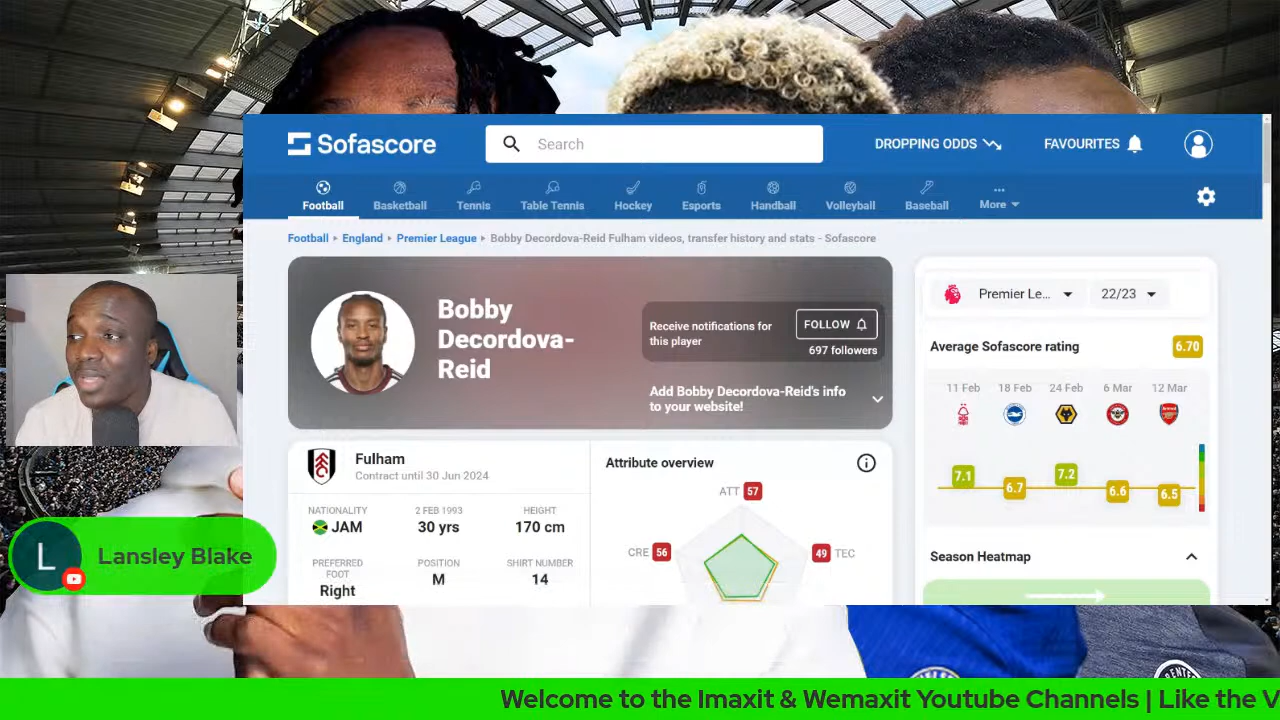 Sofascore
Search
DROPPING ODDS
FAVOURITES
Football
Basketball
Tennis
Table Tennis
Hockey
Esports
Handball
Volleyball
Baseball
More
Football
England
Premier League
Bobby Decordova-Reid Fulham videos, transfer history and stats - Sofascore
Bobby
Decordova-
Reid
Receive notifications for
this player
FOLLOW
697 followers
Add Bobby Decordova-Reid's info
to your website!
Premier Le...
22/23
Average Sofascore rating
6.70
11 Feb
18 Feb
24 Feb
6 Mar
12 Mar
7.1
6.7
7.2
6.6
6.5
Season Heatmap
Fulham
Contract until 30 Jun 2024
NATIONALITY
JAM
2 FEB 1993
30 yrs
HEIGHT
170 cm
PREFERRED
FOOT
Right
POSITION
M
SHIRT NUMBER
14
Attribute overview
ATT 57
CRE 56
49 TEC
L
Lansley Blake
Welcome to the Imaxit & Wemaxit Youtube Channels | Like the V